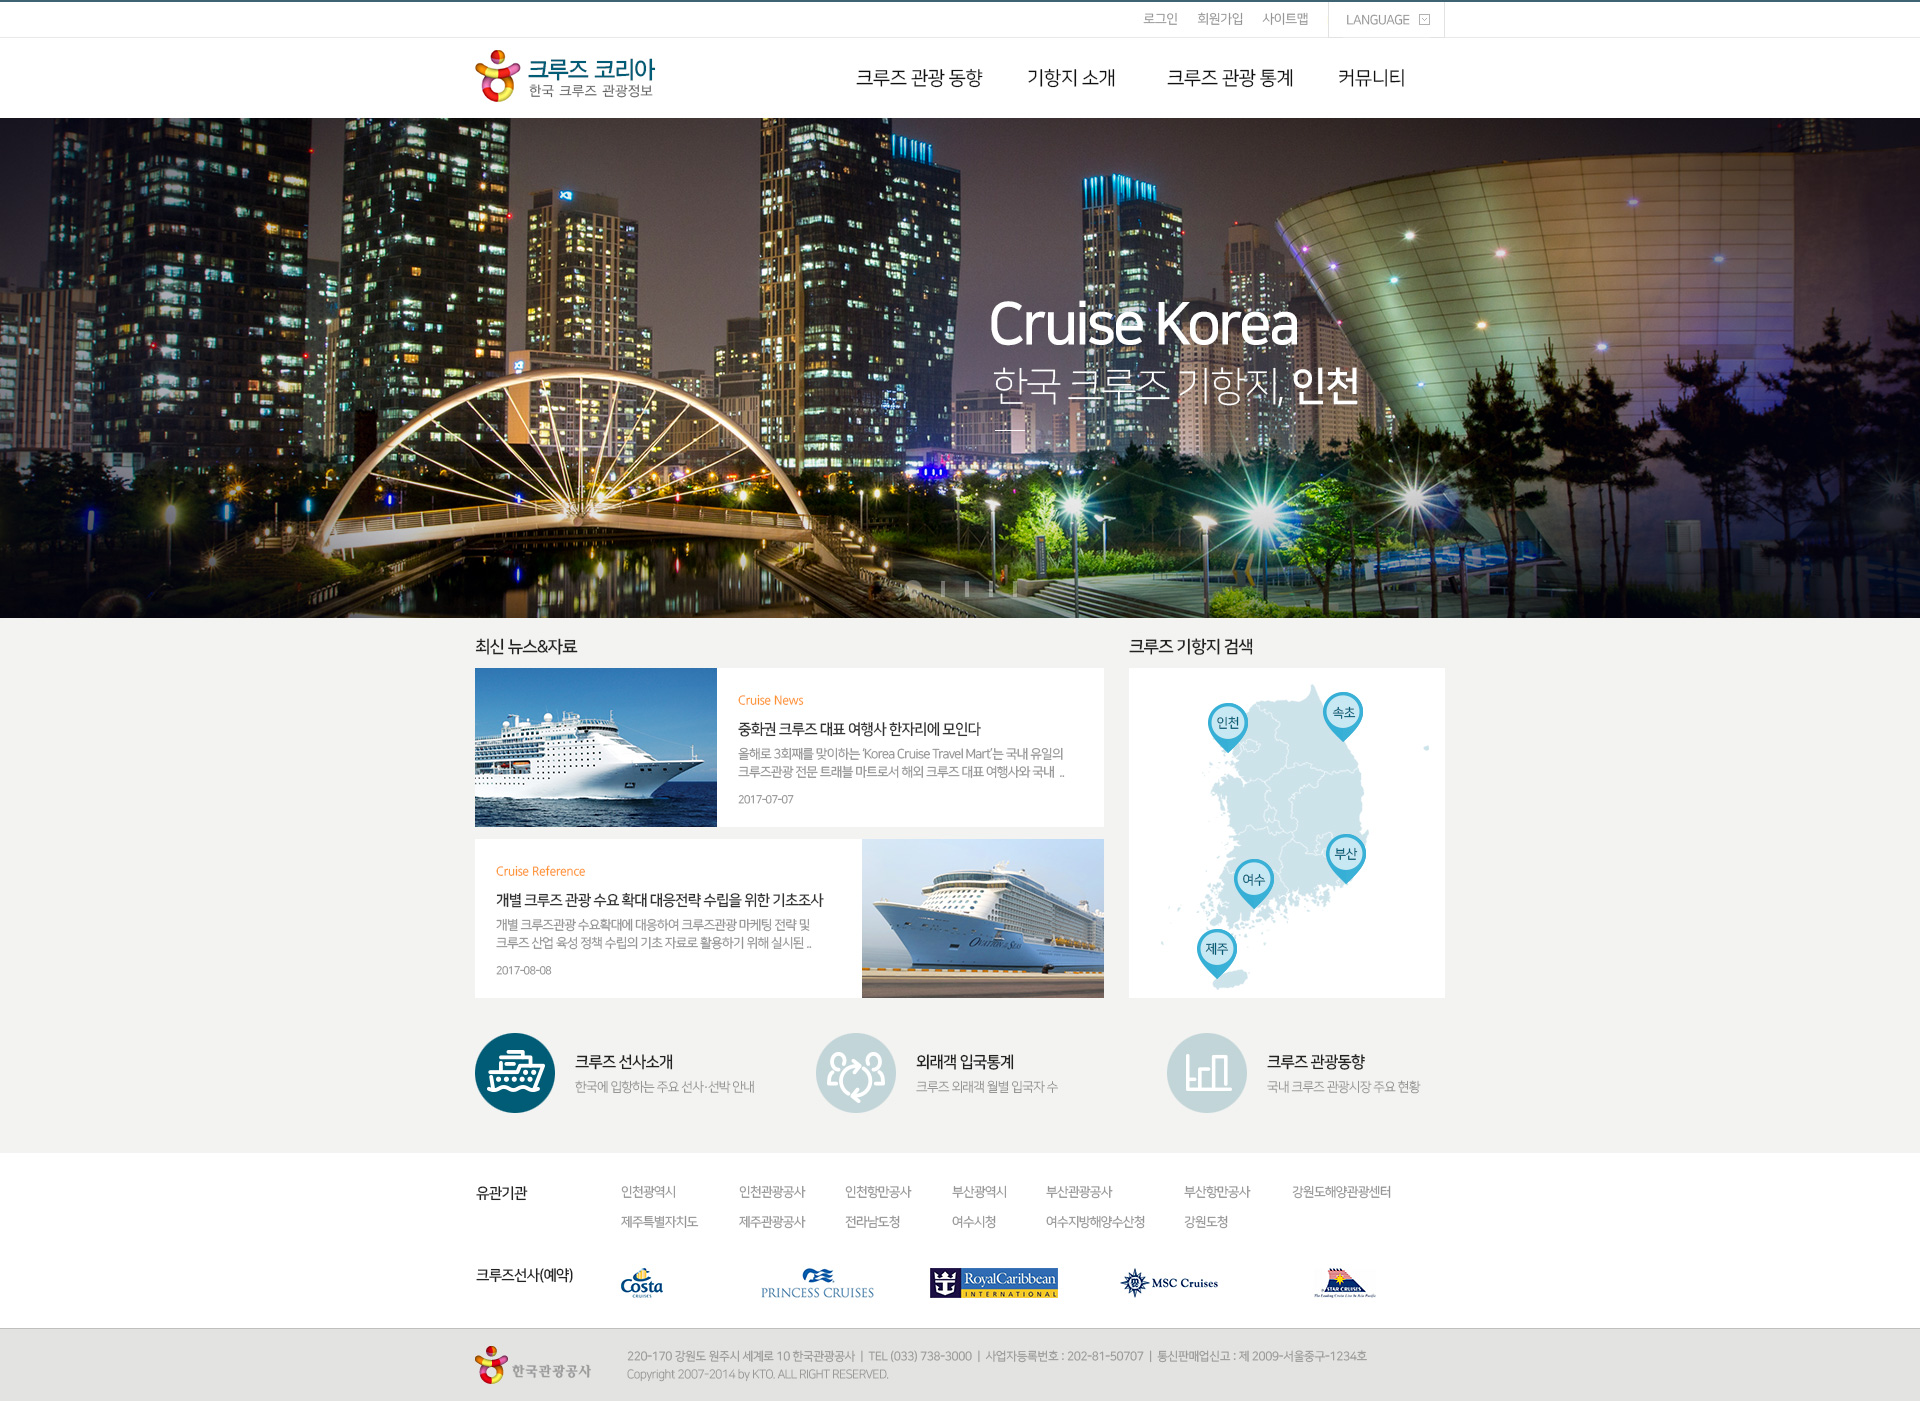 로그인 회원가입 사이트맵 LANGUAGE
크루즈 코리아
한국 크루즈 관광정보
크루즈 관광 동향 기항지 소개 크루즈 관광 통계 커뮤니티
Cruise Korea
한국 크루즈 기항지, 인천
최신 뉴스&자료
Cruise News
중화권 크루즈 대표 여행사 한자리에 모인다
올해로 3회째를 맞이하는 'Korea Cruise Travel Mart'는 국내 유일의
크루즈관광 전문 트래블 마트로서 해외 크루즈 대표 여행사와 국내 ..
2017-07-07
Cruise Reference
개별 크루즈 관광 수요 확대 대응전략 수립을 위한 기초조사
개별 크루즈관광 수요확대에 대응하여 크루즈관광 마케팅 전략 및
크루즈 산업 육성 정책 수립의 기초 자료로 활용하기 위해 실시된 ..
2017-08-08
OVATION OF THE SEAS
크루즈 기항지 검색
인천
속초
부산
여수
제주
크루즈 선사소개
한국에 입항하는 주요 선사·선박 안내
외래객 입국통계
크루즈 외래객 월별 입국자 수
크루즈 관광동향
국내 크루즈 관광시장 주요 현황
유관기관
인천광역시 인천관광공사 인천항만공사 부산광역시 부산관광공사 부산항만공사 강원도해양관광센터
제주특별자치도 제주관광공사 전라남도청 여수시청 여수지방해양수산청 강원도청
크루즈선사(예약)
Costa
CRUISES
PRINCESS CRUISES
RoyalCaribbean
INTERNATIONAL
MSC Cruises
STAR CRUISES
The Leading Cruise Line In Asia-Pacific
한국관광공사
220-170 강원도 원주시 세계로 10 한국관광공사 | TEL (033) 738-3000 | 사업자등록번호 : 202-81-50707 | 통신판매업신고 : 제 2009-서울중구-1234호
Copyright 2007-2014 by KTO. ALL RIGHT RESERVED.